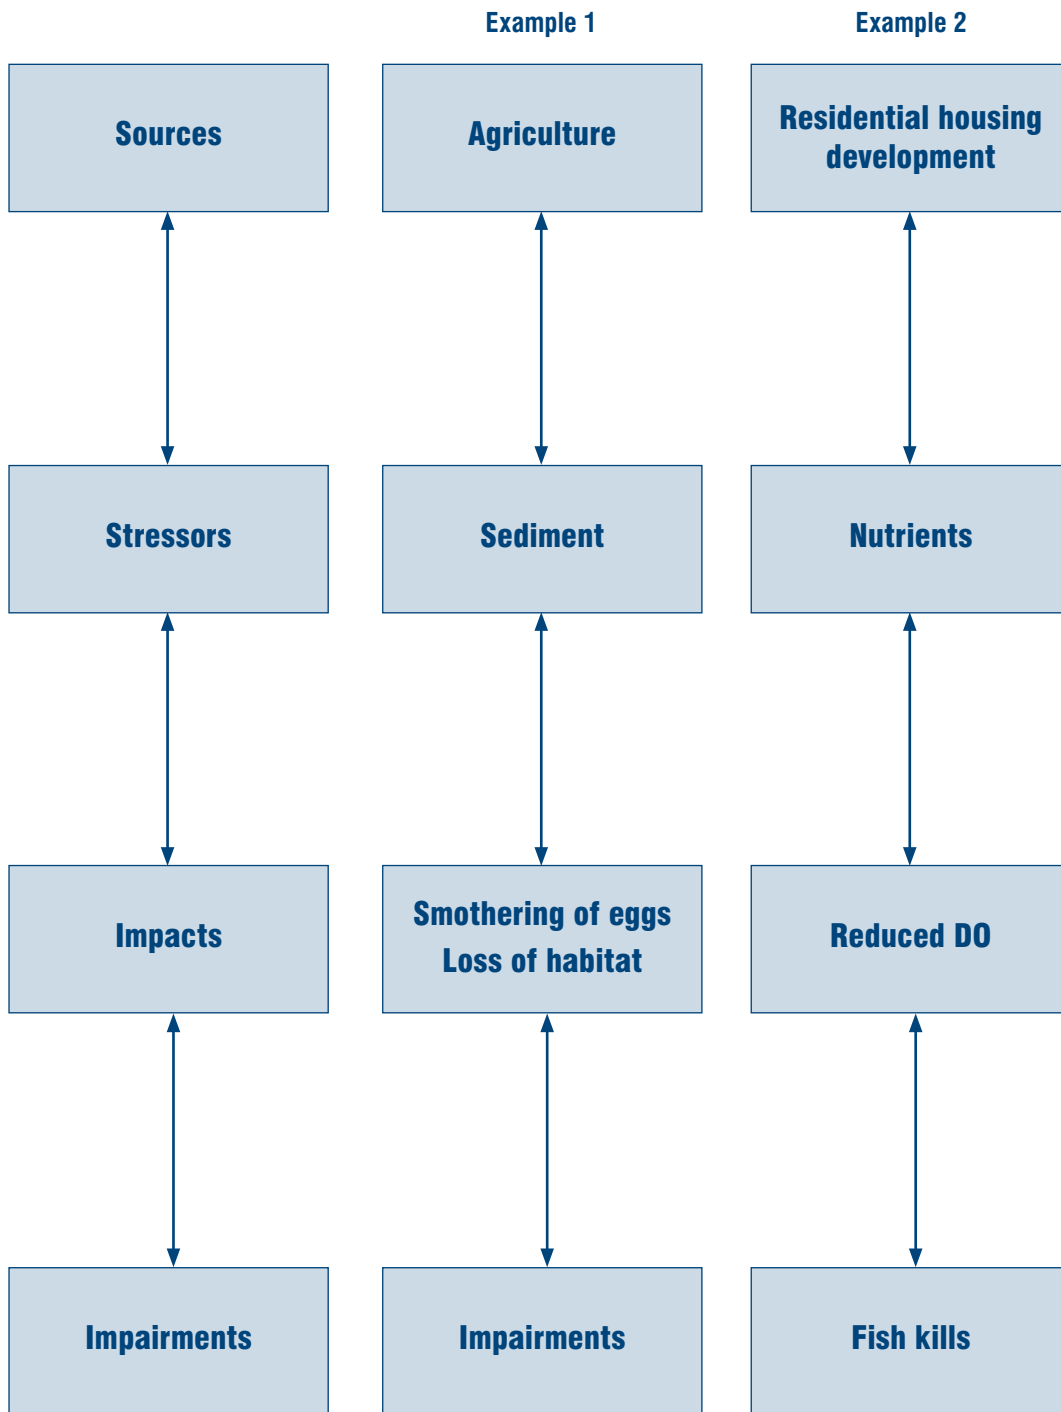 Example 1
Example 2
Sources
Agriculture
Residential housing
development
Stressors
Sediment
Nutrients
Impacts
Smothering of eggs
Loss of habitat
Reduced DO
Impairments
Impairments
Fish kills